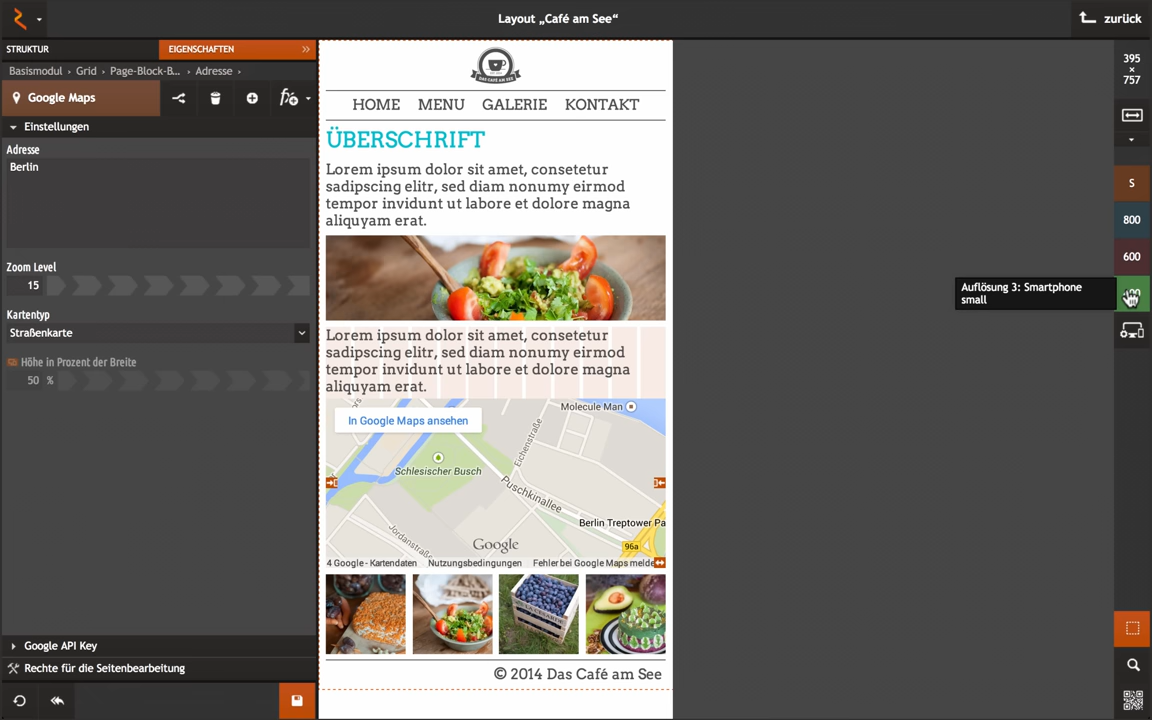 Layout „Café am See“
zurück
STRUKTUR
EIGENSCHAFTEN
Basismodul › Grid › Page-Block-B... › Adresse ›
Google Maps
Einstellungen
Adresse
Berlin
Zoom Level
15
Kartentyp
Straßenkarte
Höhe in Prozent der Breite
50 %
Google API Key
Rechte für die Seitenbearbeitung
DAS CAFÉ AM SEE
HOME MENU GALERIE KONTAKT
ÜBERSCHRIFT
Lorem ipsum dolor sit amet, consetetur
sadipscing elitr, sed diam nonumy eirmod
tempor invidunt ut labore et dolore magna
aliquyam erat.
Lorem ipsum dolor sit amet, consetetur
sadipscing elitr, sed diam nonumy eirmod
tempor invidunt ut labore et dolore magna
aliquyam erat.
In Google Maps ansehen
Molecule Man
Eichenstraße
Schlesischer Busch
Puschkinallee
Jordanstraße
Berlin Treptower Pa
96a
Google
4 Google - Kartendaten Nutzungsbedingungen Fehler bei Google Maps melde
© 2014 Das Café am See
395
×
757
S
800
600
Auflösung 3: Smartphone
small